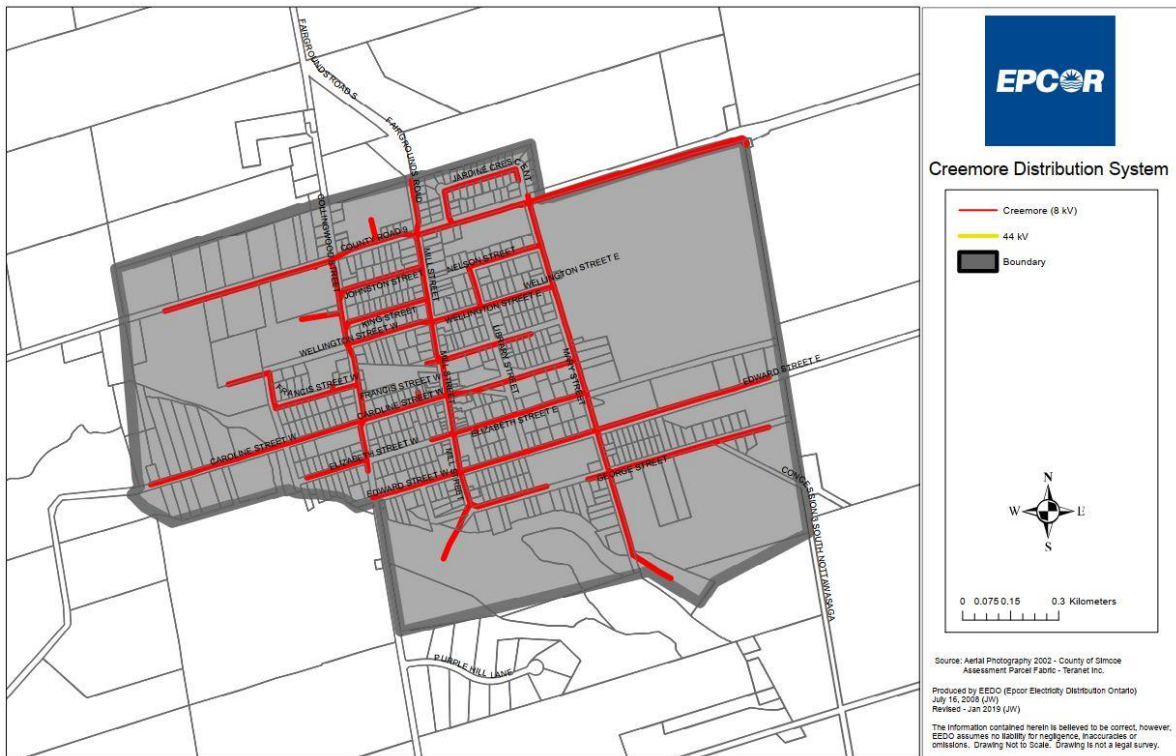 FAIRGROUNDS ROAD S
FAIRGROUNDS ROAD
JARDINE CRESCENT
COLLINGWOOD STREET
COUNTY ROAD 9
MILL STREET
NELSON STREET
JOHNSTON STREET
WELLINGTON STREET E
KING STREET
WELLINGTON STREET E
WELLINGTON STREET W
LIBRARY STREET
MARY STREET
MILL STREET
FRANCIS STREET W
FRANCIS STREET W
CAROLINE STREET W
EDWARD STREET E
ELIZABETH STREET E
CAROLINE STREET W
ELIZABETH STREET W
MILL STREET
EDWARD STREET W
GEORGE STREET
CONCESSION 3 SOUTH NOTTAWASAGA
PURPLE HILL LANE
EPCOR
Creemore Distribution System
Creemore (8 kV)
44 kV
Boundary
N
W E
S
0 0.075 0.15 0.3 Kilometers
Source: Aerial Photography 2002 - County of Simcoe
Assessment Parcel Fabric - Teranet Inc.
Produced by EEDO (Epcor Electricity Distribution Ontario)
July 16, 2008 (JW)
Revised - Jan 2019 (JW)
The information contained herein is believed to be correct, however,
EEDO assumes no liability for negligence, inaccuracies or
omissions. Drawing Not to Scale. Drawing is not a legal survey.